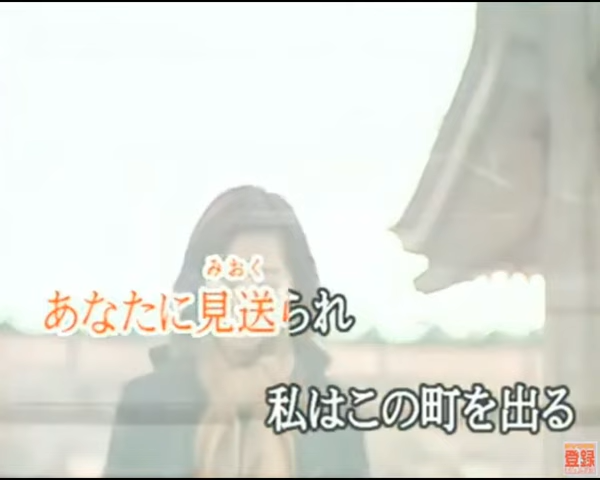 みおく
あなたに見送られ
私はこの町を出る
登録